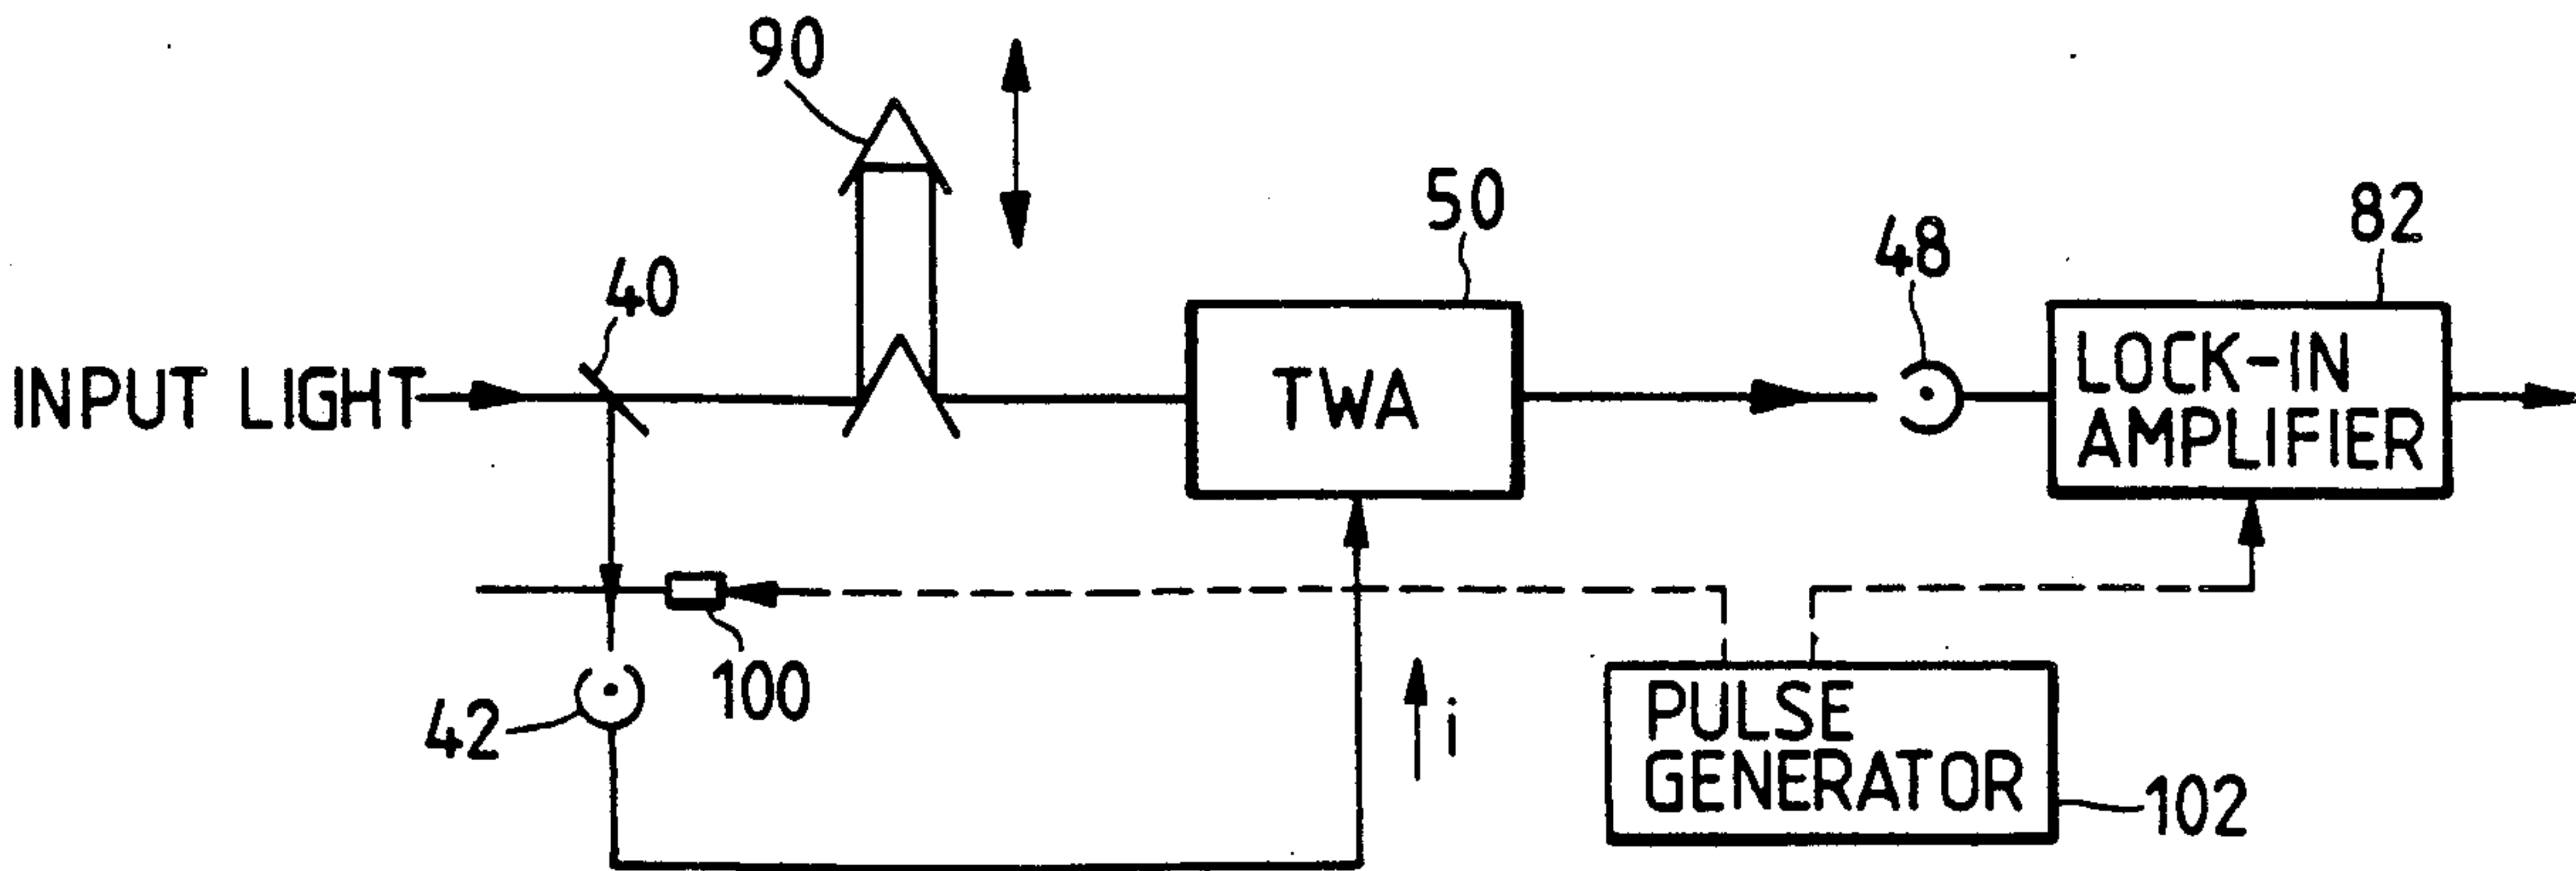 90
50
82
48
40
INPUT LIGHT
TWA
LOCK-IN
AMPLIFIER
100
42
i
PULSE
GENERATOR
102